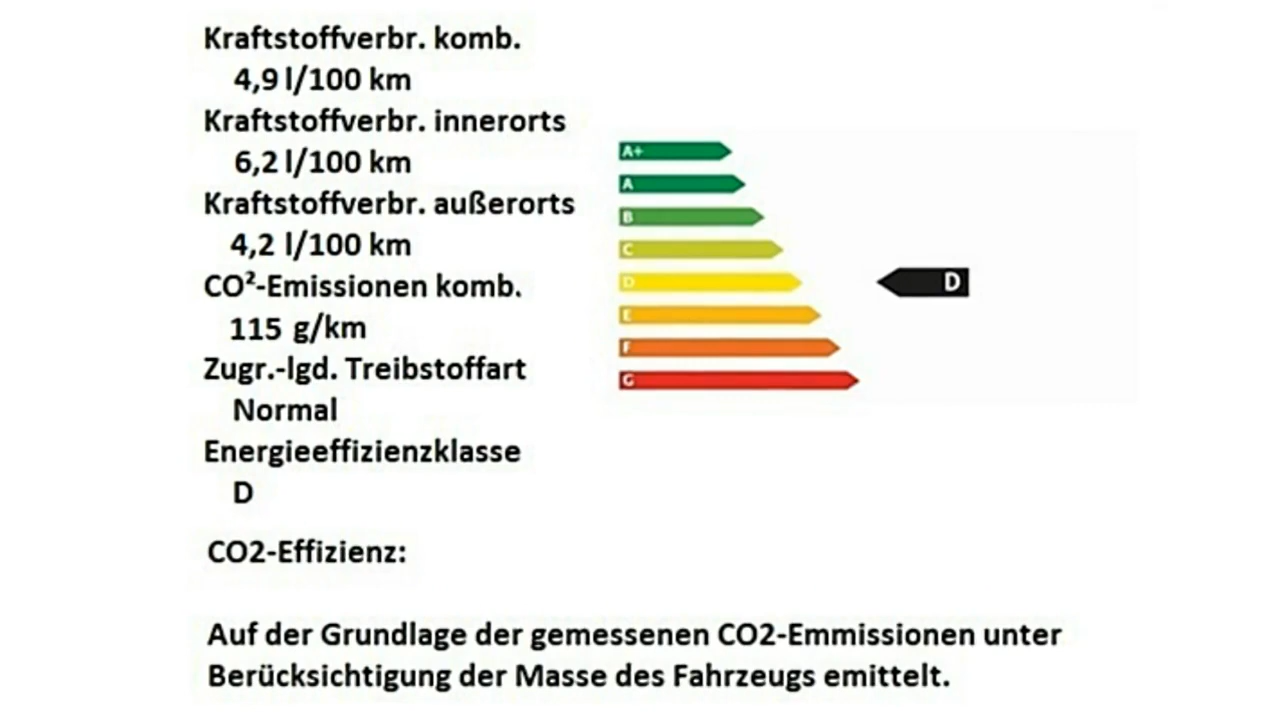 Kraftstoffverbr. komb.
4,9 l/100 km
Kraftstoffverbr. innerorts
6,2 l/100 km
Kraftstoffverbr. außerorts
4,2 l/100 km
CO²-Emissionen komb.
115 g/km
Zugr.-lgd. Treibstoffart
Normal
Energieeffizienzklasse
D
A+
A
B
C
D
E
F
G
D
CO2-Effizienz:
Auf der Grundlage der gemessenen CO2-Emmissionen unter
Berücksichtigung der Masse des Fahrzeugs emittelt.